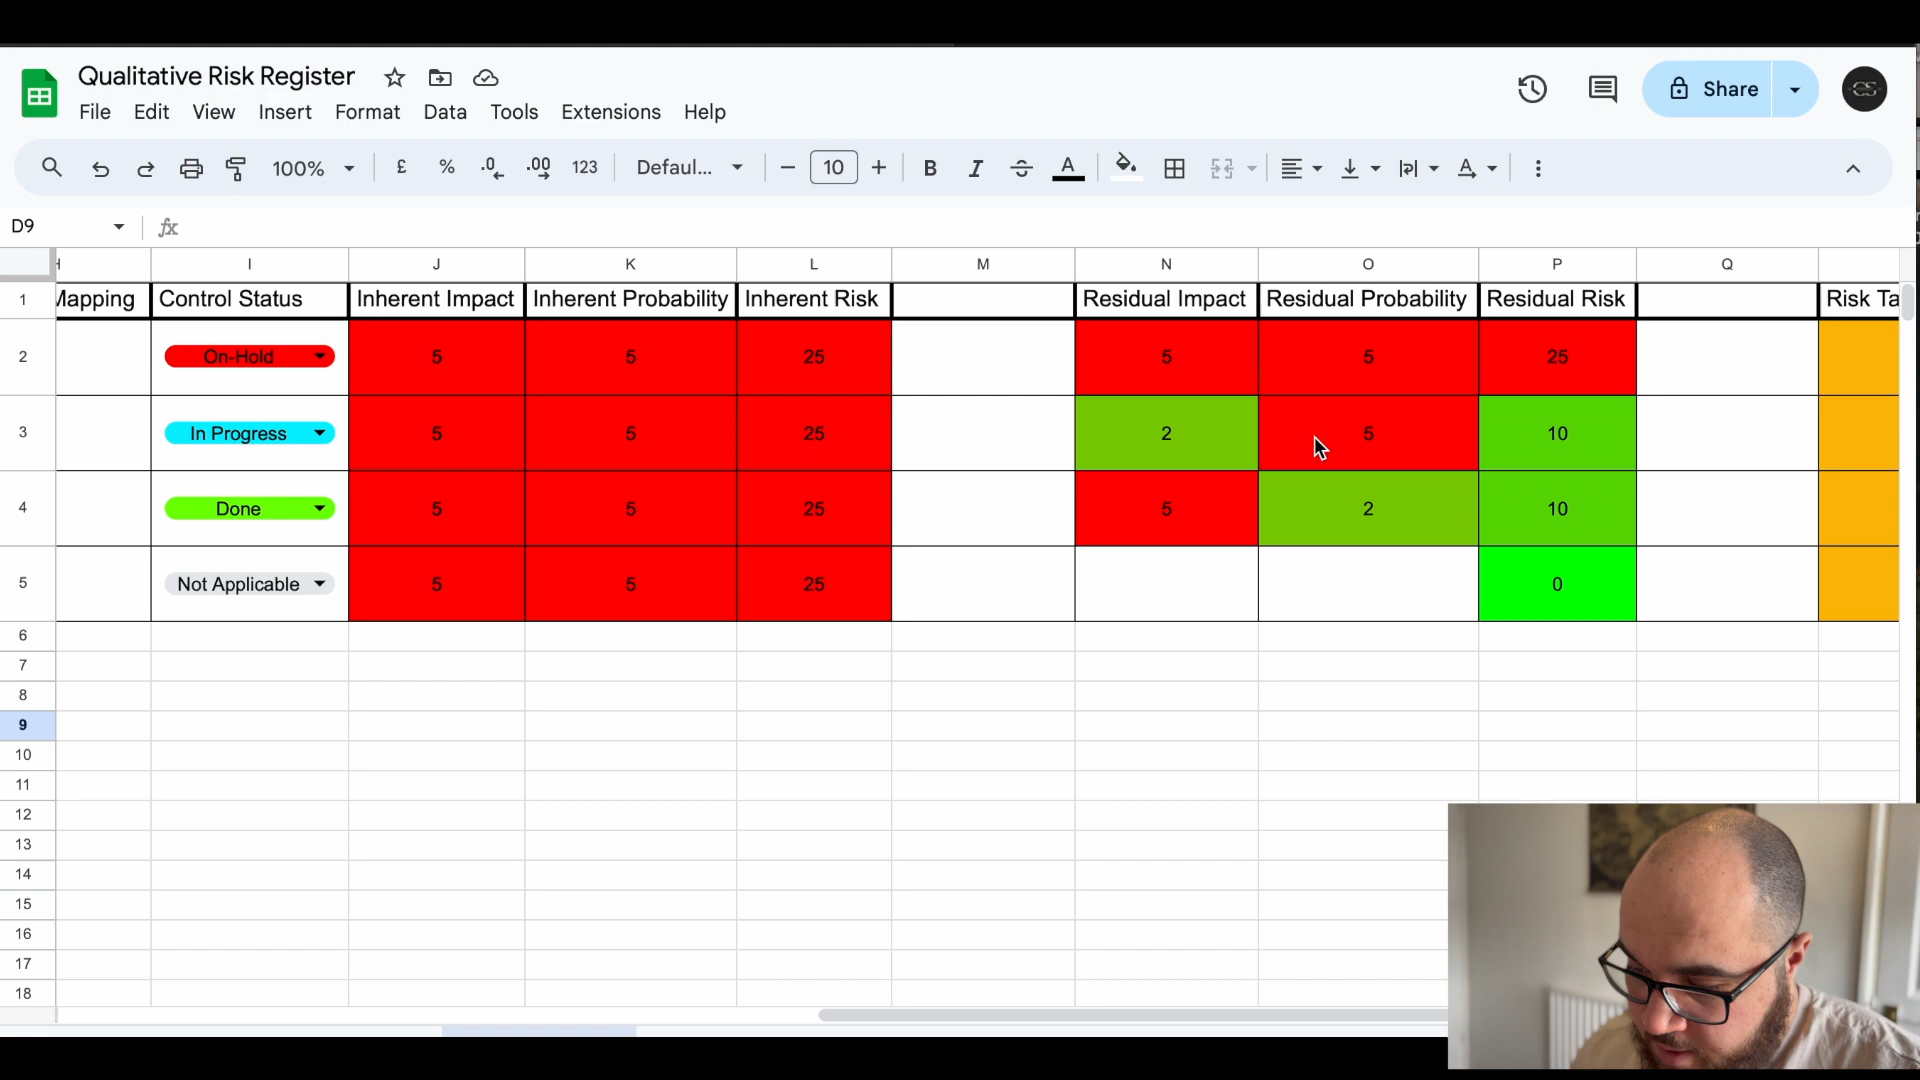 Qualitative Risk Register
File Edit View Insert Format Data Tools Extensions Help
Share
CS
100% £ % .0 .00 123 Defaul... 10 B I S A A
D9 fx
I J K L M N O P Q
1 Mapping Control Status Inherent Impact Inherent Probability Inherent Risk Residual Impact Residual Probability Residual Risk Risk Ta
2 On-Hold 5 5 25 5 5 25
3 In Progress 5 5 25 2 5 10
4 Done 5 5 25 5 2 10
5 Not Applicable 5 5 25 0
6
7
8
9
10
11
12
13
14
15
16
17
18